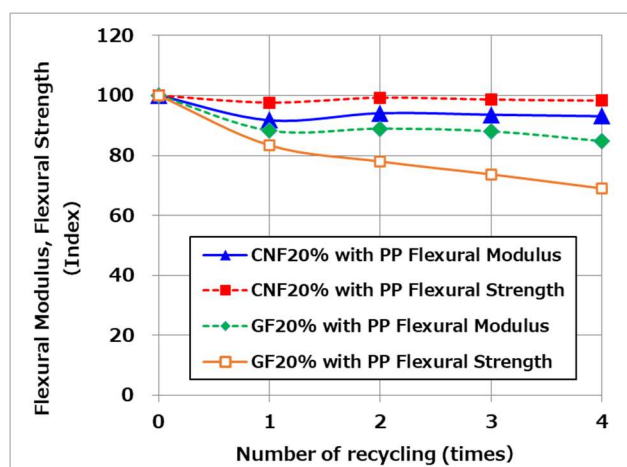 Flexural Modulus, Flexural Strength
(Index)
120
100
80
60
40
20
0
CNF20% with PP Flexural Modulus
CNF20% with PP Flexural Strength
GF20% with PP Flexural Modulus
GF20% with PP Flexural Strength
0 1 2 3 4
Number of recycling (times)